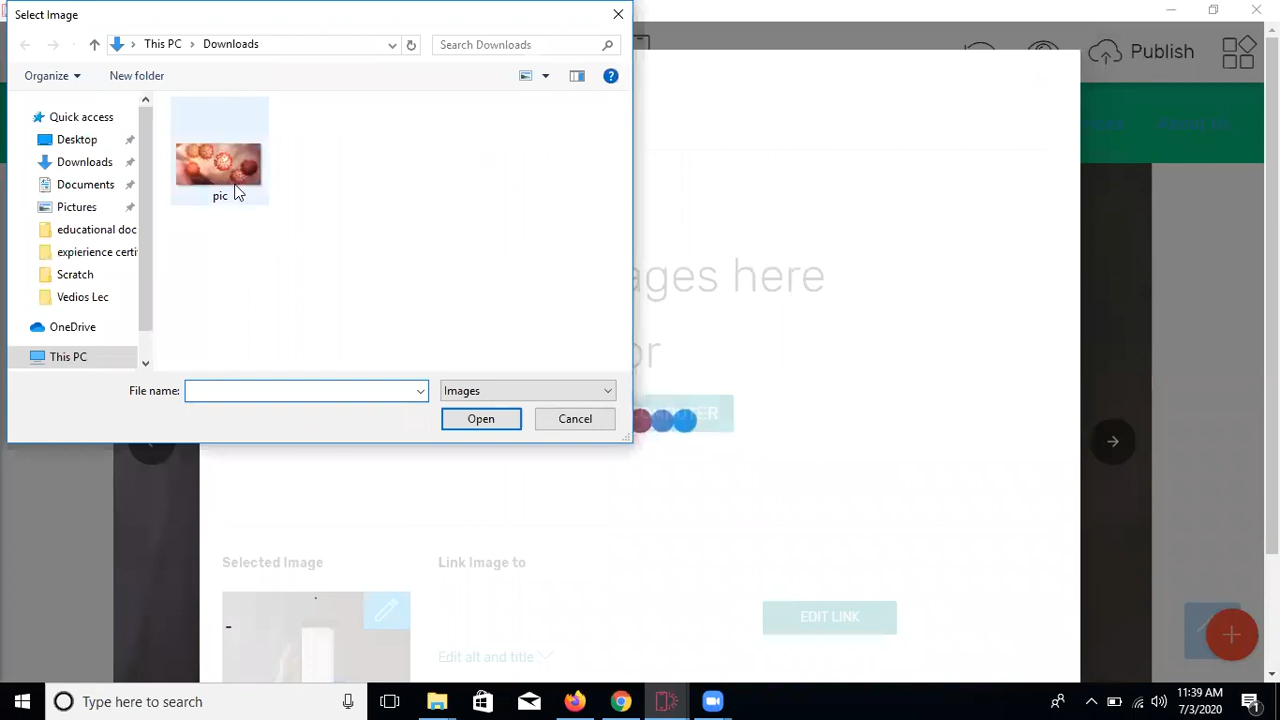 Select Image
This PC
Downloads
Search Downloads
Publish
Organize
New folder
Quick access
About Us
Desktop
Downloads
Documents
pic
Pictures
educational doc
expierience certi
Scratch
ages here
Vedios Lec
OneDrive
or
This PC
File name:
Images
Open
Cancel
Selected Image
Link Image to
EDIT LINK
Edit alt and title
Type here to search
11:39 AM
7/3/2020